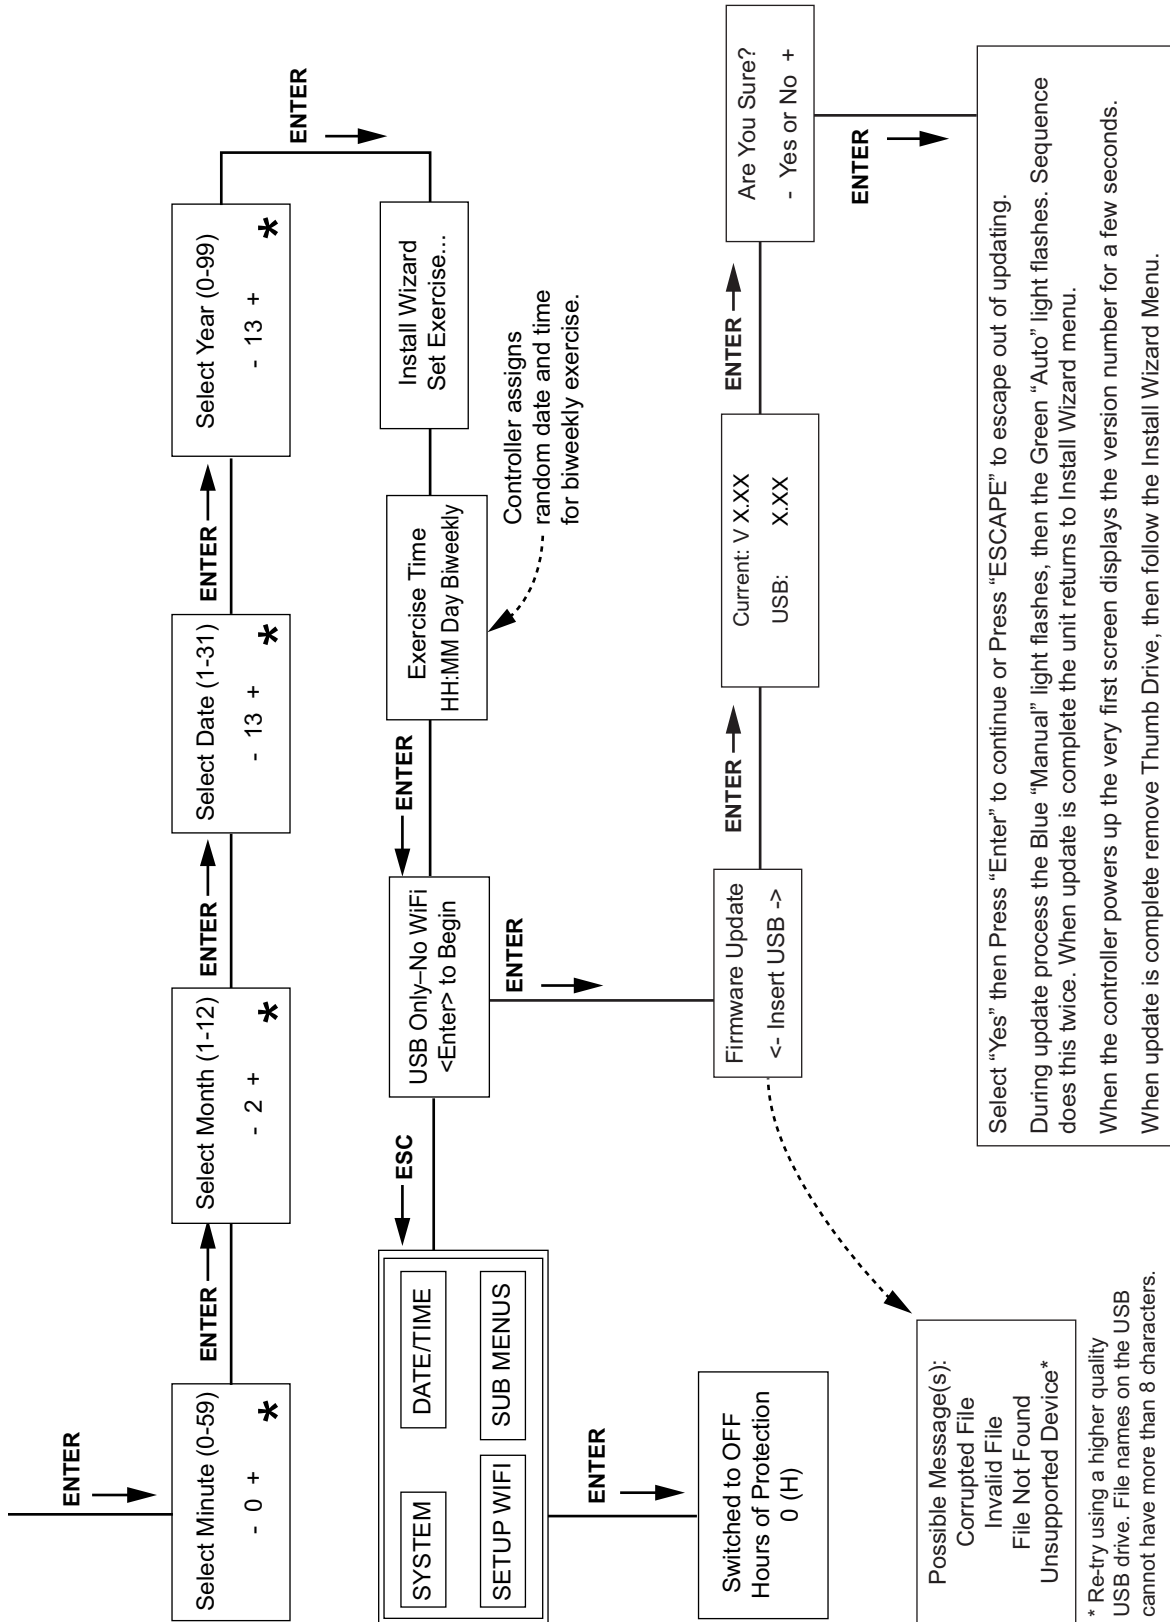 ENTER
Select Minute (0-59)
- 0 +
*
ENTER
Select Month (1-12)
- 2 +
*
ENTER
Select Date (1-31)
- 13 +
*
ENTER
Select Year (0-99)
- 13 +
*
ENTER
Install Wizard
Set Exercise...
Exercise Time
HH:MM Day Biweekly
Controller assigns
random date and time
for biweekly exercise.
ENTER
USB Only–No WiFi
<Enter> to Begin
ESC
SYSTEM
DATE/TIME
SETUP WIFI
SUB MENUS
ENTER
Switched to OFF
Hours of Protection
0 (H)
ENTER
Firmware Update
<- Insert USB ->
ENTER
Current: V X.XX
USB: X.XX
ENTER
Are You Sure?
- Yes or No +
ENTER
Possible Message(s):
Corrupted File
Invalid File
File Not Found
Unsupported Device*
* Re-try using a higher quality
USB drive. File names on the USB
cannot have more than 8 characters.
Select “Yes” then Press “Enter” to continue or Press “ESCAPE” to escape out of updating.
During update process the Blue “Manual” light flashes, then the Green “Auto” light flashes. Sequence
does this twice. When update is complete the unit returns to Install Wizard menu.
When the controller powers up the very first screen displays the version number for a few seconds.
When update is complete remove Thumb Drive, then follow the Install Wizard Menu.